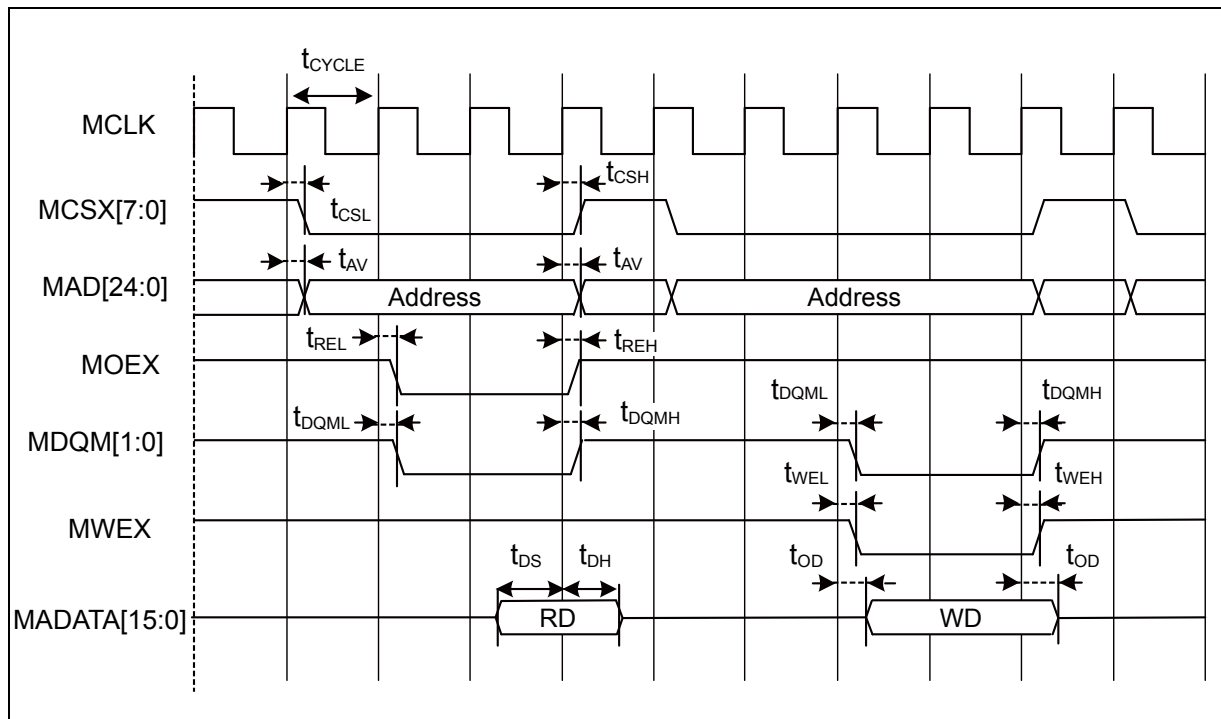 tCYCLE
MCLK
tCSH
MCSX[7:0]
tCSL
tAV tAV
MAD[24:0] Address Address
tREL tREH
MOEX
tDQML tDQMH
tDQML tDQMH
MDQM[1:0]
tWEL tWEH
MWEX
tDS tDH tOD tOD
MADATA[15:0] RD WD